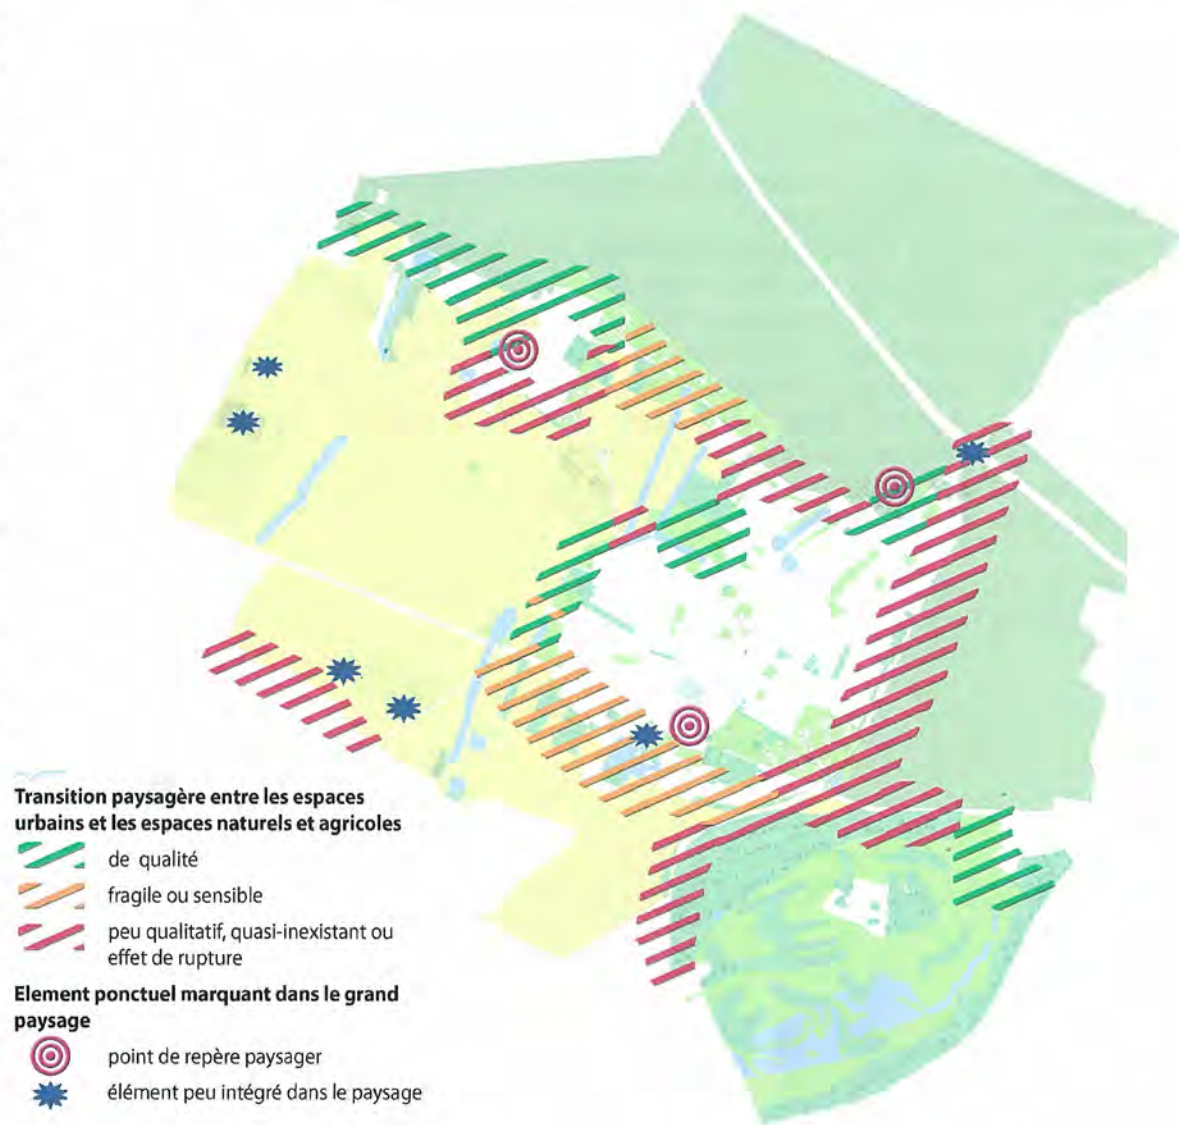 Transition paysagère entre les espaces
urbains et les espaces naturels et agricoles
de qualité
fragile ou sensible
peu qualitatif, quasi-inexistant ou
effet de rupture
Element ponctuel marquant dans le grand
paysage
point de repère paysager
élément peu intégré dans le paysage